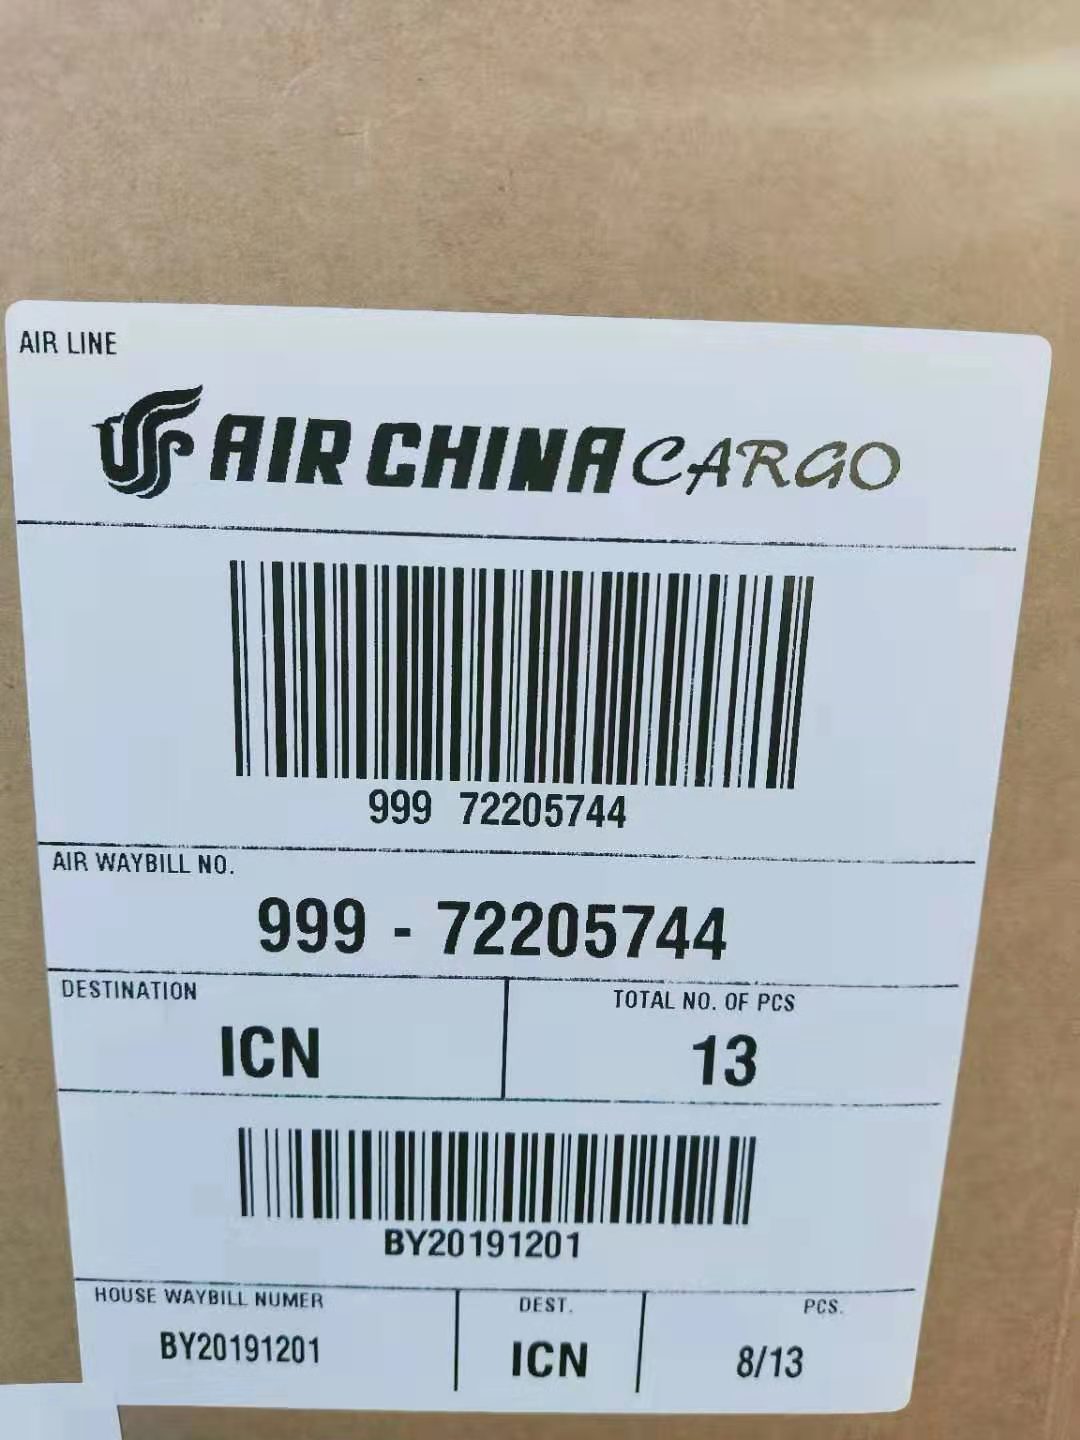 AIR LINE
AIR CHINA CARGO
999 72205744
AIR WAYBILL NO.
999 - 72205744
DESTINATION
ICN
TOTAL NO. OF PCS
13
BY20191201
HOUSE WAYBILL NUMER
BY20191201
DEST.
ICN
PCS.
8/13